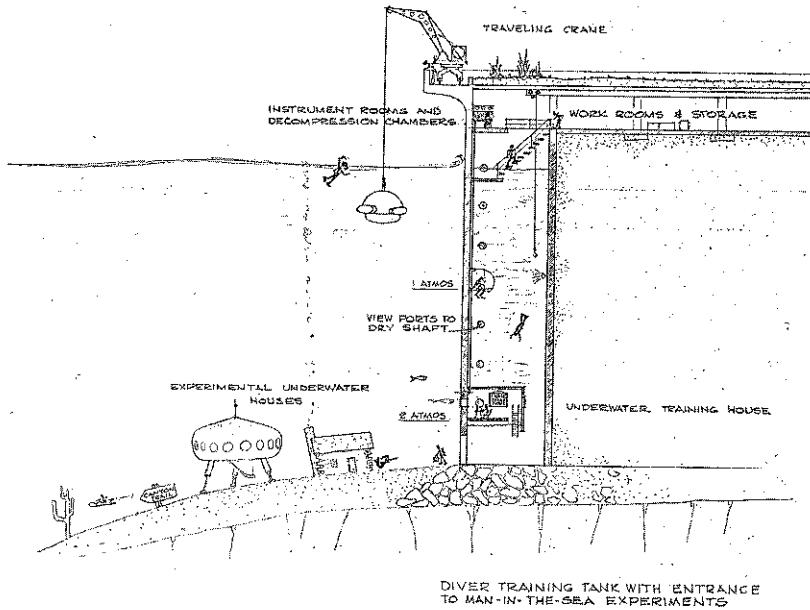 TRAVELING CRANE
INSTRUMENT ROOMS AND
DECOMPRESSION CHAMBERS
WORK ROOMS & STORAGE
1 ATMOS
VIEW PORTS TO
DRY SHAFT
EXPERIMENTAL UNDERWATER
HOUSES
2 ATMOS
UNDERWATER TRAINING HOUSE
DIVER TRAINING TANK WITH ENTRANCE
TO MAN-IN-THE-SEA EXPERIMENTS